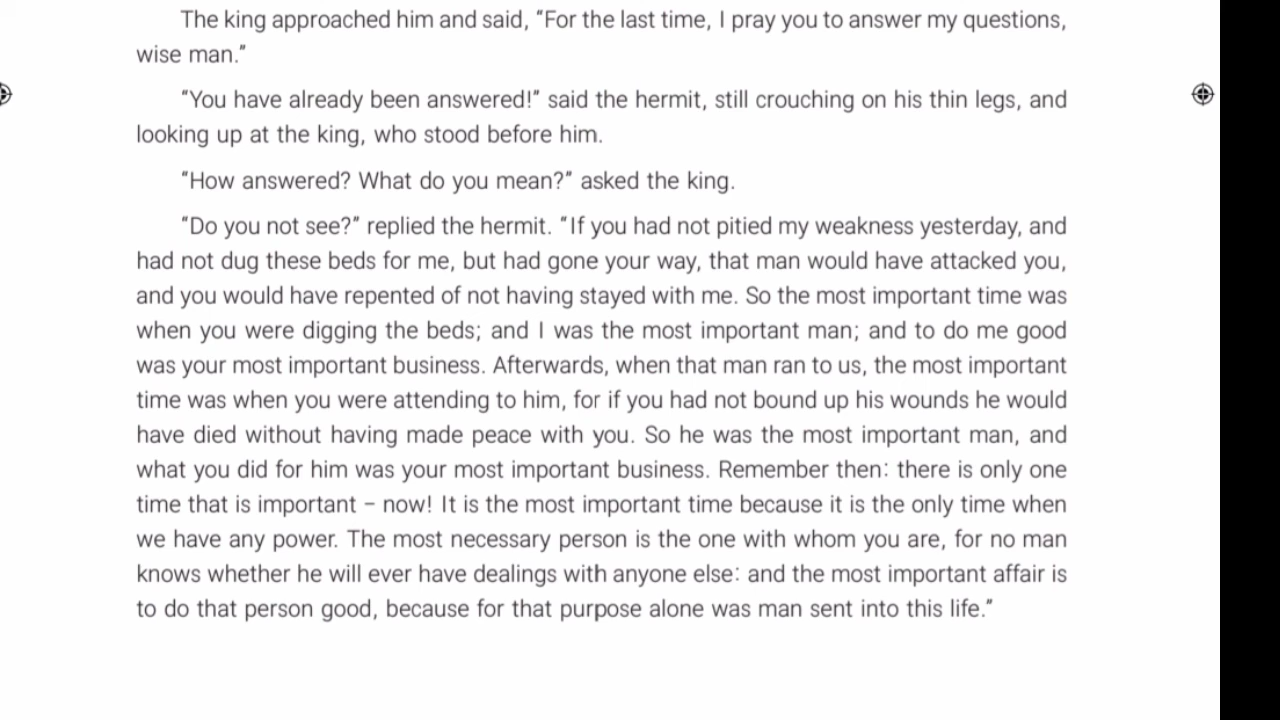 The king approached him and said, “For the last time, I pray you to answer my questions,
wise man.”
“You have already been answered!” said the hermit, still crouching on his thin legs, and
looking up at the king, who stood before him.
“How answered? What do you mean?” asked the king.
“Do you not see?” replied the hermit. “If you had not pitied my weakness yesterday, and
had not dug these beds for me, but had gone your way, that man would have attacked you,
and you would have repented of not having stayed with me. So the most important time was
when you were digging the beds; and I was the most important man; and to do me good
was your most important business. Afterwards, when that man ran to us, the most important
time was when you were attending to him, for if you had not bound up his wounds he would
have died without having made peace with you. So he was the most important man, and
what you did for him was your most important business. Remember then: there is only one
time that is important – now! It is the most important time because it is the only time when
we have any power. The most necessary person is the one with whom you are, for no man
knows whether he will ever have dealings with anyone else: and the most important affair is
to do that person good, because for that purpose alone was man sent into this life.”